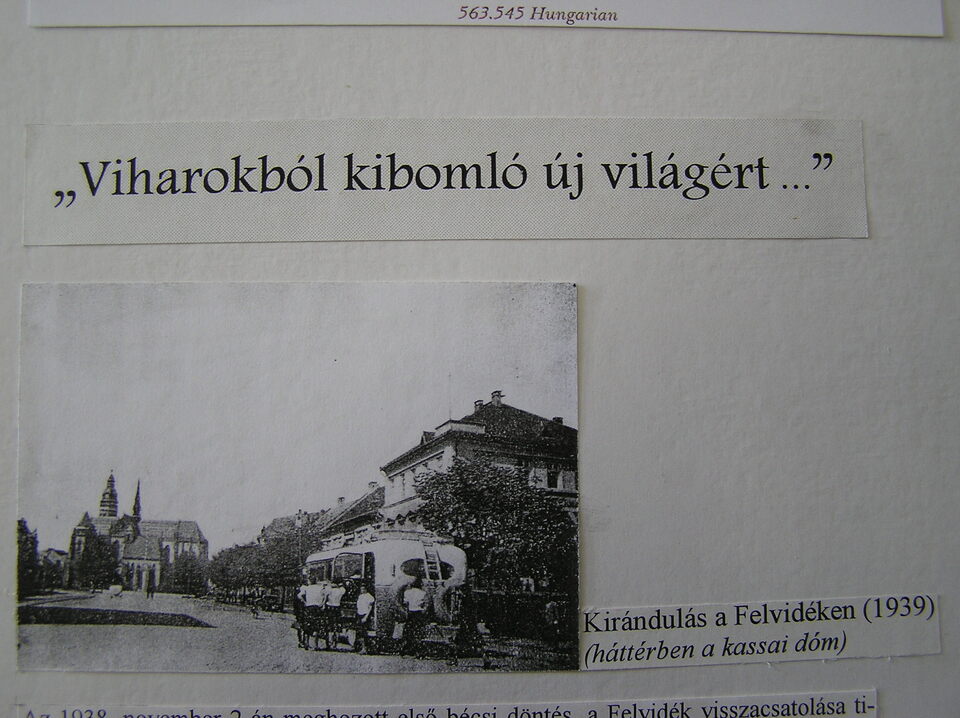 563.545 Hungarian
„Viharokból kibomló új világért ...”
Kirándulás a Felvidéken (1939)
(háttérben a kassai dóm)
Az 1938. november 2-án meghozott első bécsi döntés, a Felvidék visszacsatolása ti-